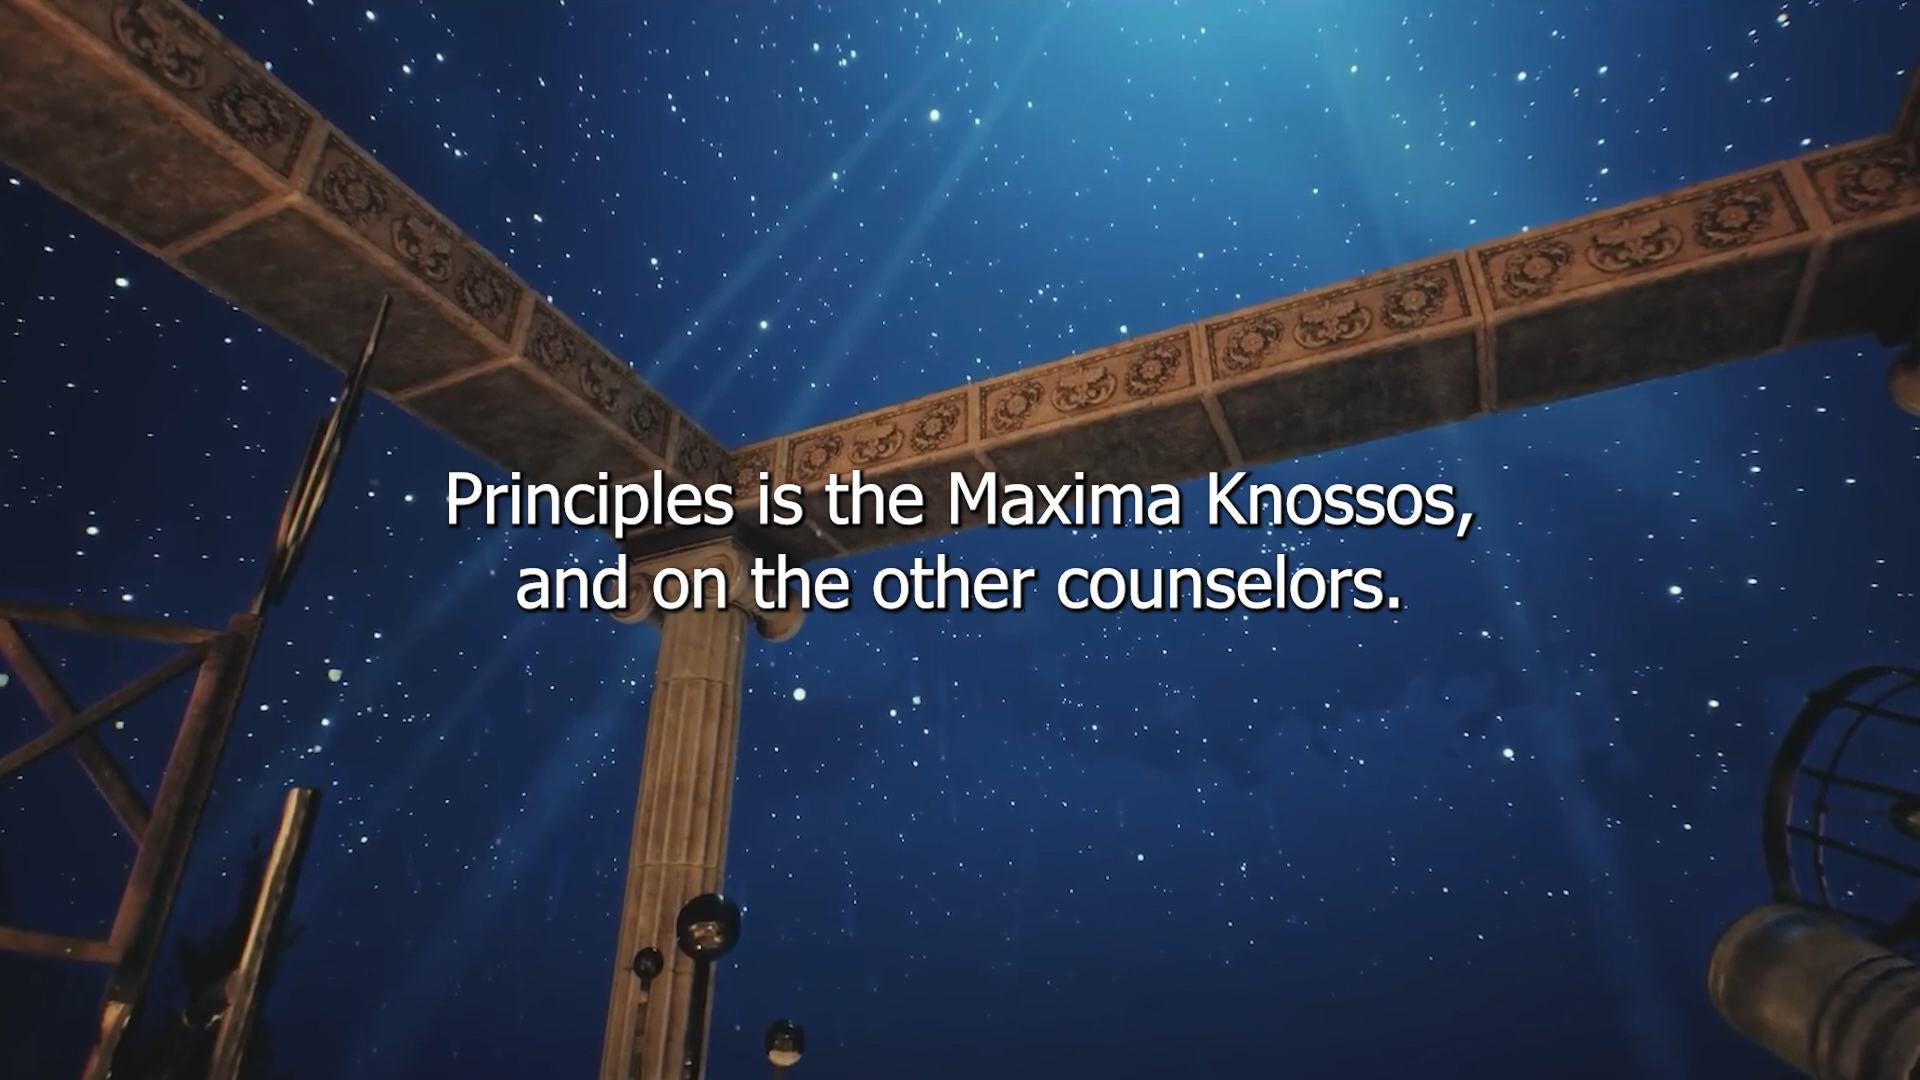 Principles is the Maxima Knossos,
and on the other counselors.